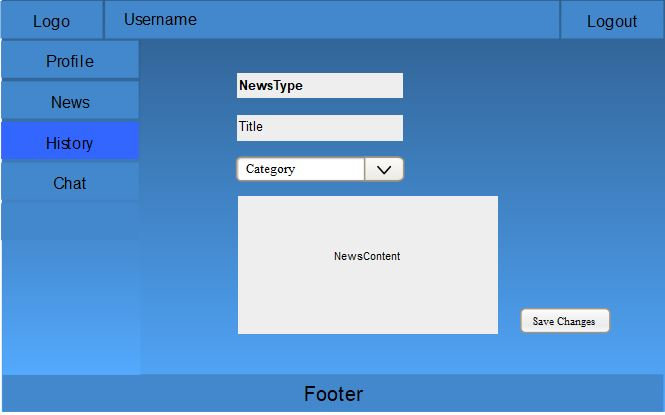 Logo
Username
Logout
Profile
News
History
Chat
NewsType
Title
Category
NewsContent
Save Changes
Footer